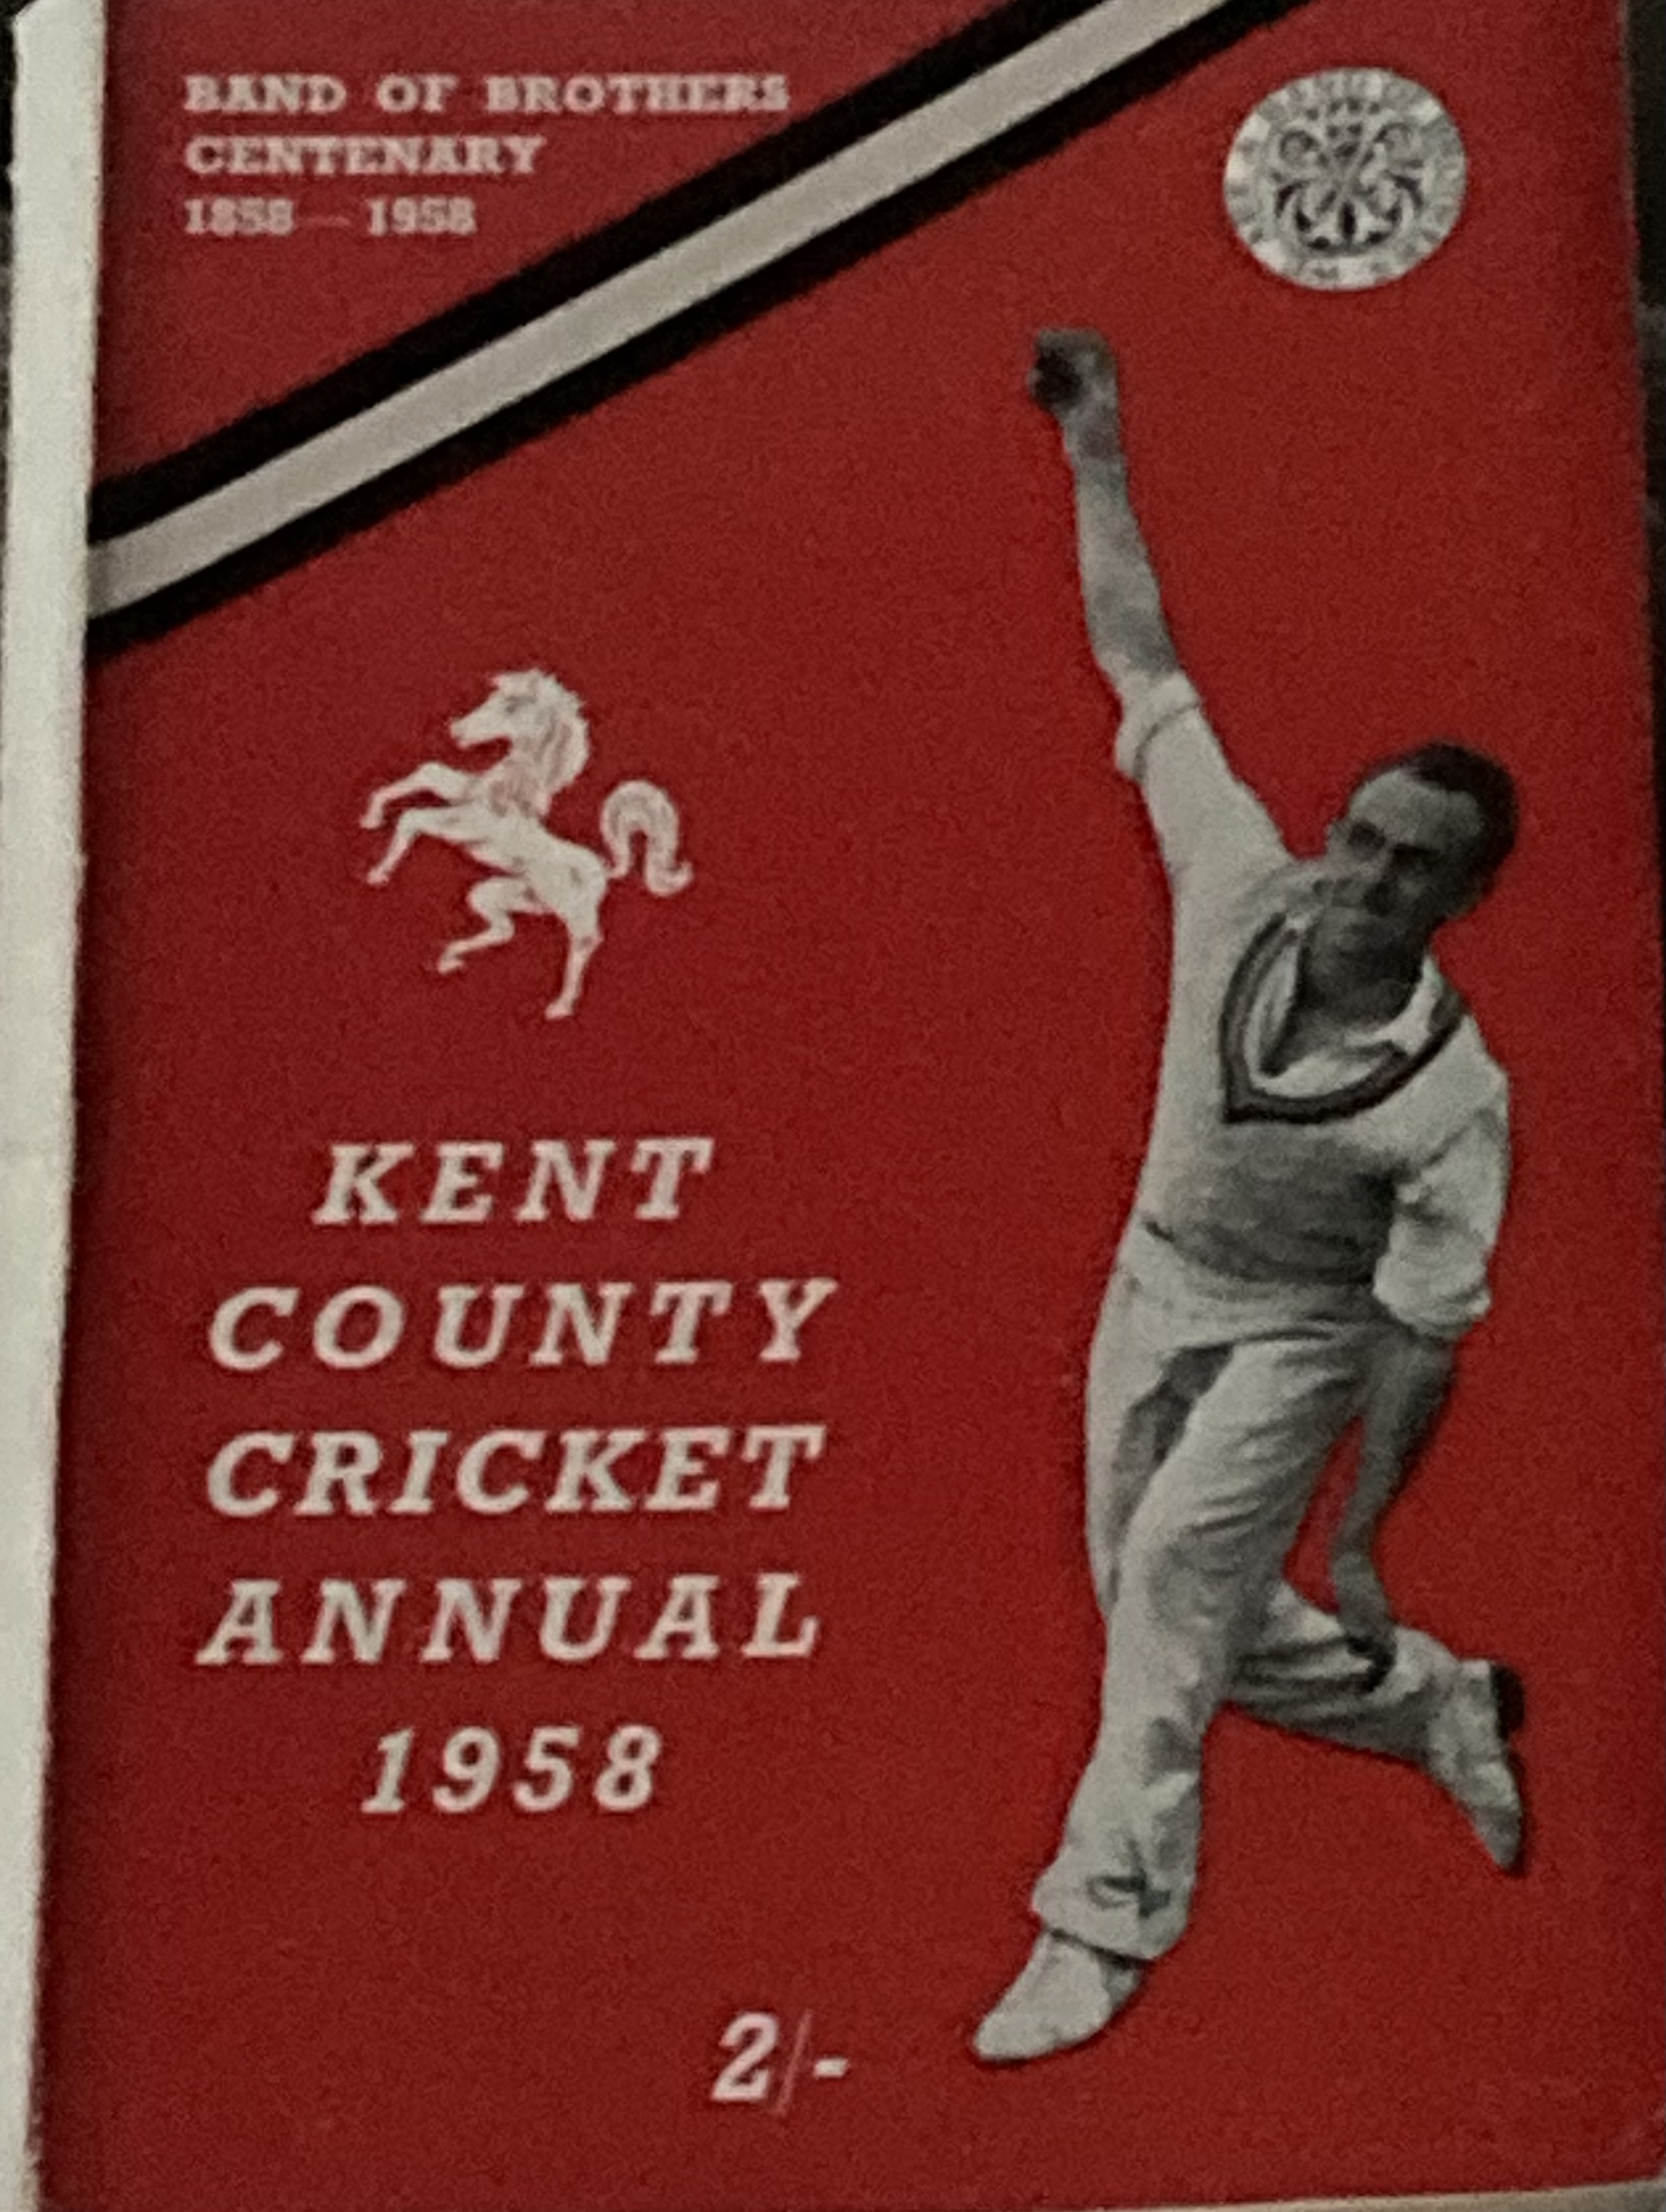 BAND OF BROTHERS
CENTENARY
1858 — 1958
KENT
COUNTY
CRICKET
ANNUAL
1958
2/-